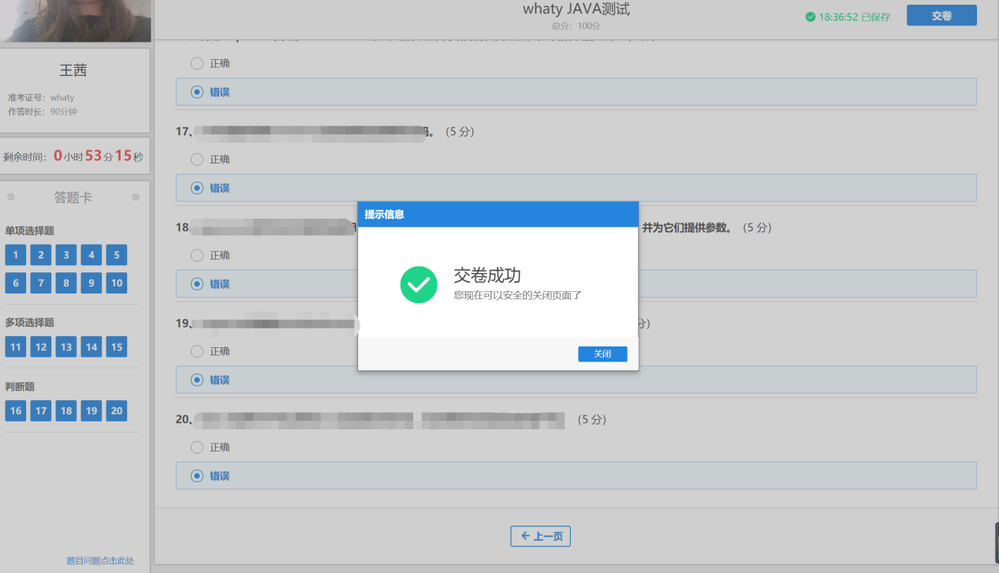 whaty JAVA测试
总分：100分
18:36:52 已保存
交卷
王茜
准考证号：whaty
作答时长：90分钟
剩余时间：0小时53分15秒
答题卡
单项选择题
1 2 3 4 5
6 7 8 9 10
多项选择题
11 12 13 14 15
判断题
16 17 18 19 20
题目问题点击此处
正确
错误
17、 码。（5 分）
正确
错误
18、 并为它们提供参数。（5 分）
正确
错误
19、 分）
正确
错误
20、 （5 分）
正确
错误
上一页
提示信息
交卷成功
您现在可以安全的关闭页面了
关闭